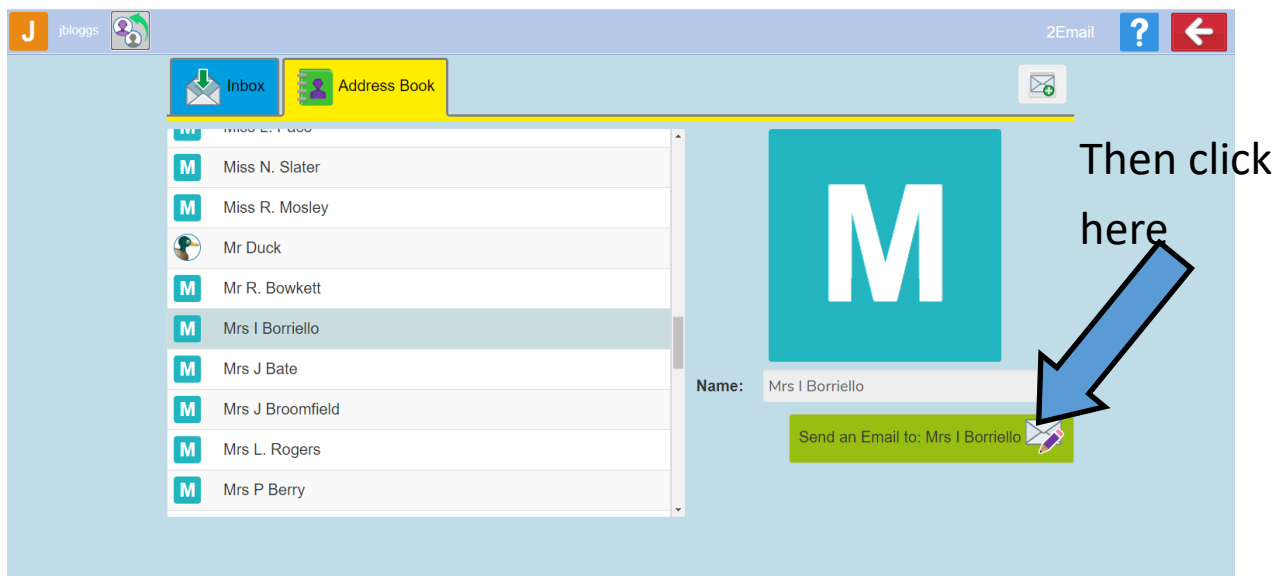 J jbloggs 2Email ?
Inbox Address Book
M
M Miss N. Slater
M Miss R. Mosley
Mr Duck
M Mr R. Bowkett
M Mrs I Borriello
M Mrs J Bate
M Mrs J Broomfield
M Mrs L. Rogers
M Mrs P Berry
M
Name: Mrs I Borriello
Send an Email to: Mrs I Borriello
Then click
here